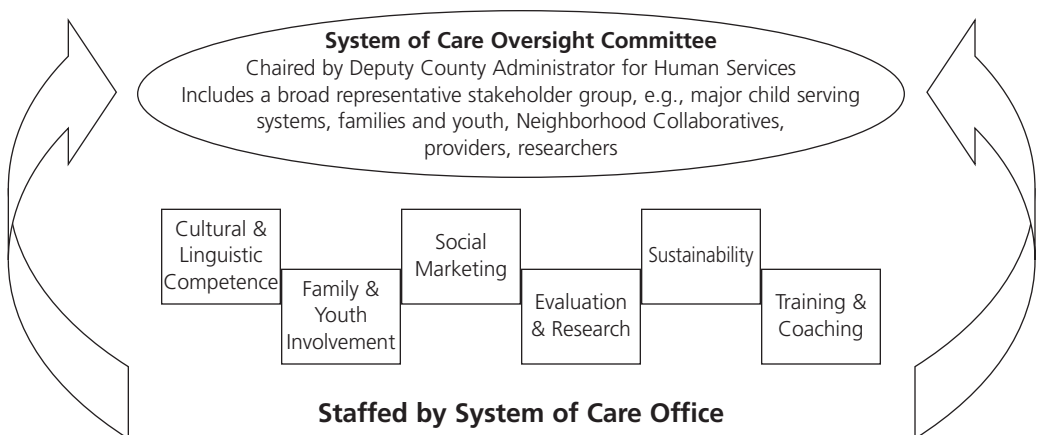 System of Care Oversight Committee
Chaired by Deputy County Administrator for Human Services
Includes a broad representative stakeholder group, e.g., major child serving
systems, families and youth, Neighborhood Collaboratives,
providers, researchers
Cultural &
Linguistic
Competence
Family &
Youth
Involvement
Social
Marketing
Evaluation
& Research
Sustainability
Training &
Coaching
Staffed by System of Care Office